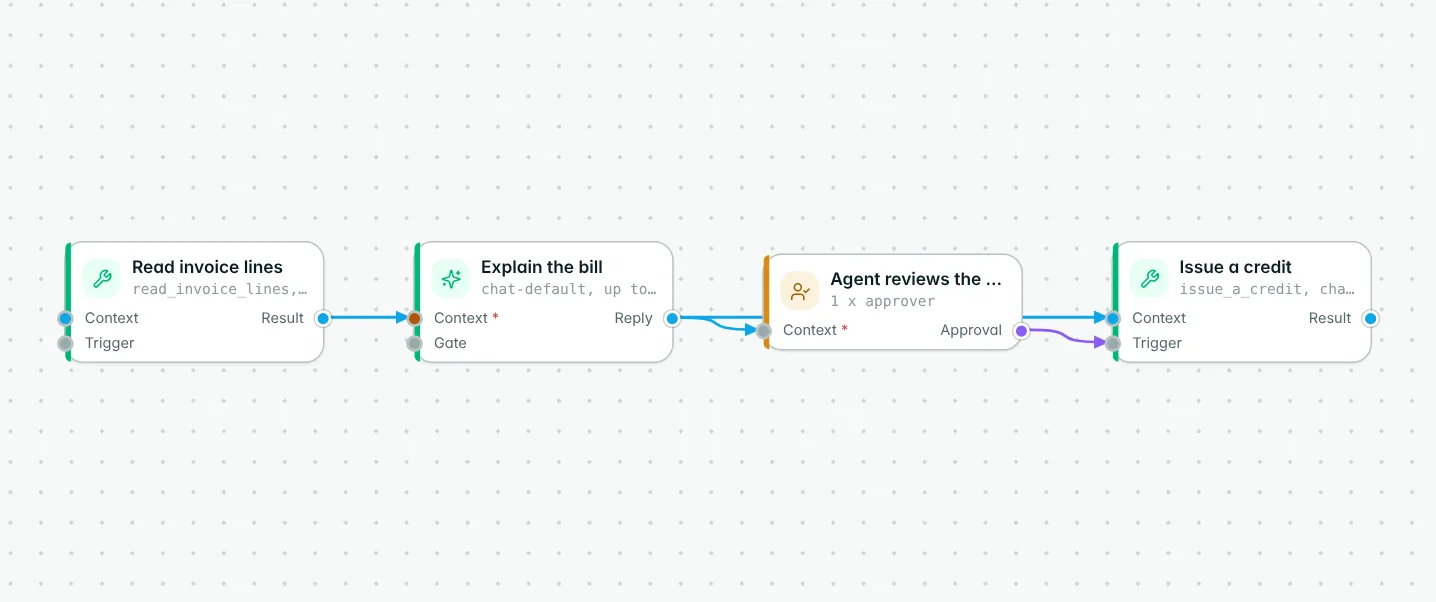 Read invoice lines
read_invoice_lines,…
Context
Result
Trigger
Explain the bill
chat-default, up to…
Context *
Reply
Gate
Agent reviews the …
1 x approver
Context *
Approval
Issue a credit
issue_a_credit, cha…
Context
Result
Trigger